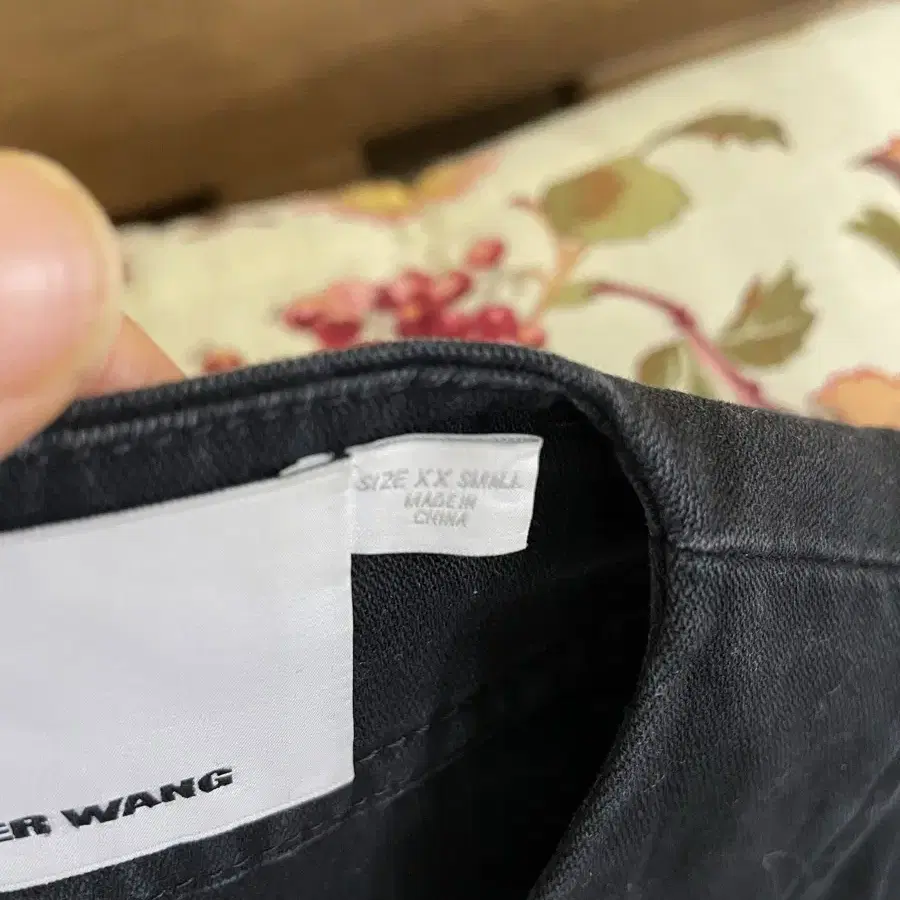 SIZE XX SMALL
MADE IN
CHINA
ER WANG